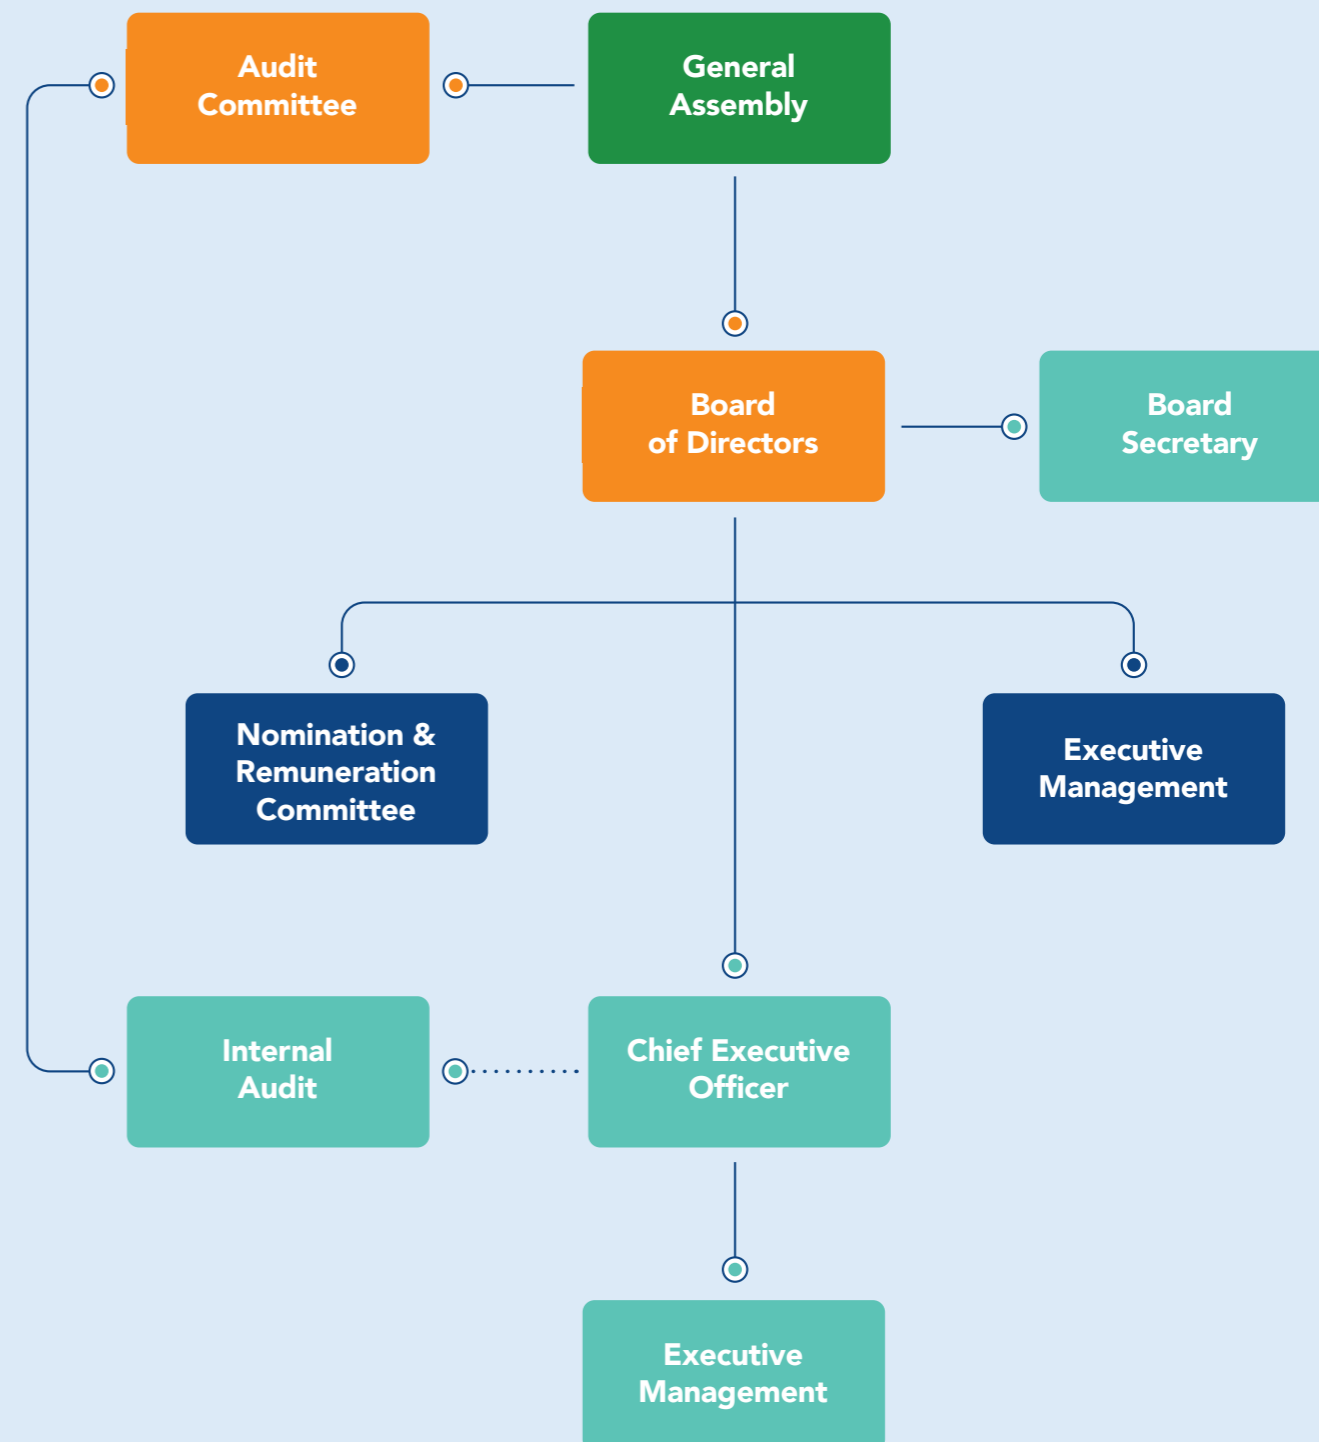 Audit
Committee
General
Assembly
Board
of Directors
Board
Secretary
Nomination &
Remuneration
Committee
Executive
Management
Internal
Audit
Chief Executive
Officer
Executive
Management